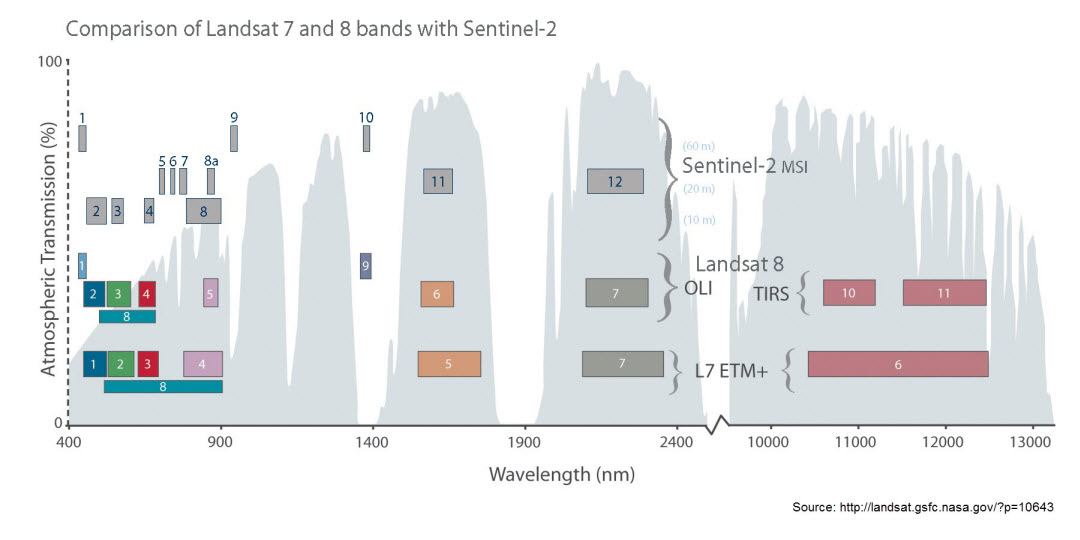 Comparison of Landsat 7 and 8 bands with Sentinel-2
100
Atmospheric Transmission (%)
0
1
9
10
5 6 7 8a
11
12
2 3 4 8
(60 m)
Sentinel-2 MSI
(20 m)
(10 m)
1
9
2 3 4 5 6 7
8
Landsat 8
OLI
TIRS
10
11
1 2 3 4 5 7
8
L7 ETM+
6
400 900 1400 1900 2400 10000 11000 12000 13000
Wavelength (nm)
Source: http://landsat.gsfc.nasa.gov/?p=10643